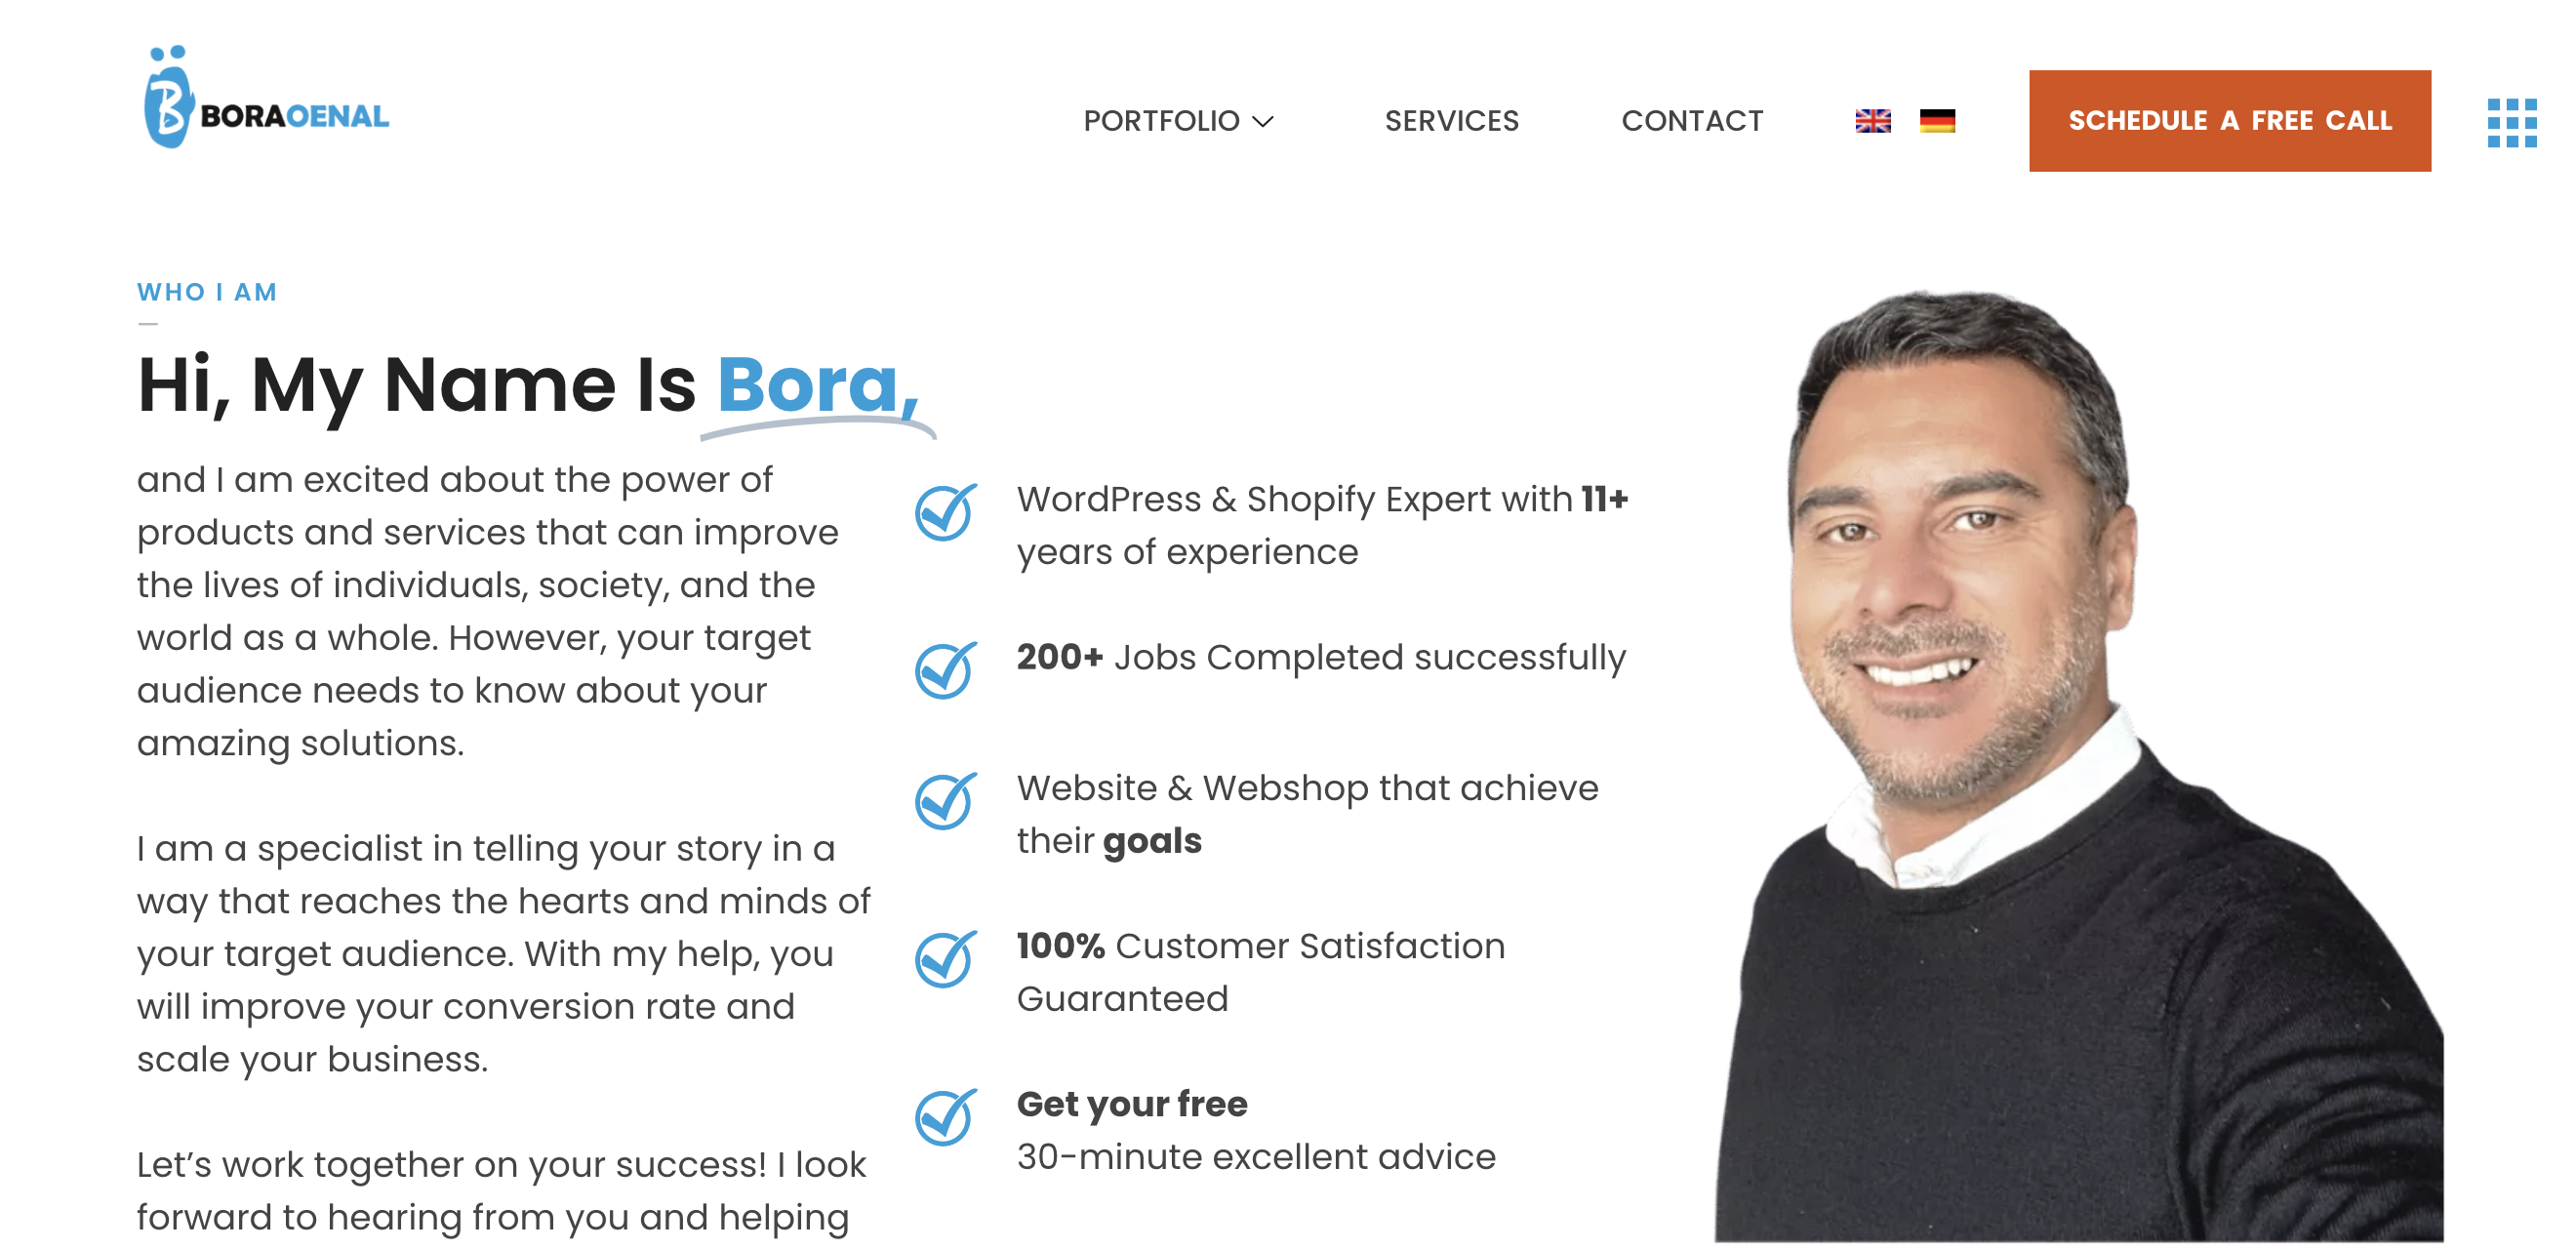 BORAOENAL
PORTFOLIO
SERVICES
CONTACT
SCHEDULE A FREE CALL
WHO I AM
Hi, My Name Is Bora,
and I am excited about the power of
products and services that can improve
the lives of individuals, society, and the
world as a whole. However, your target
audience needs to know about your
amazing solutions.
I am a specialist in telling your story in a
way that reaches the hearts and minds of
your target audience. With my help, you
will improve your conversion rate and
scale your business.
Let’s work together on your success! I look
forward to hearing from you and helping
WordPress & Shopify Expert with 11+
years of experience
200+ Jobs Completed successfully
Website & Webshop that achieve
their goals
100% Customer Satisfaction
Guaranteed
Get your free
30-minute excellent advice